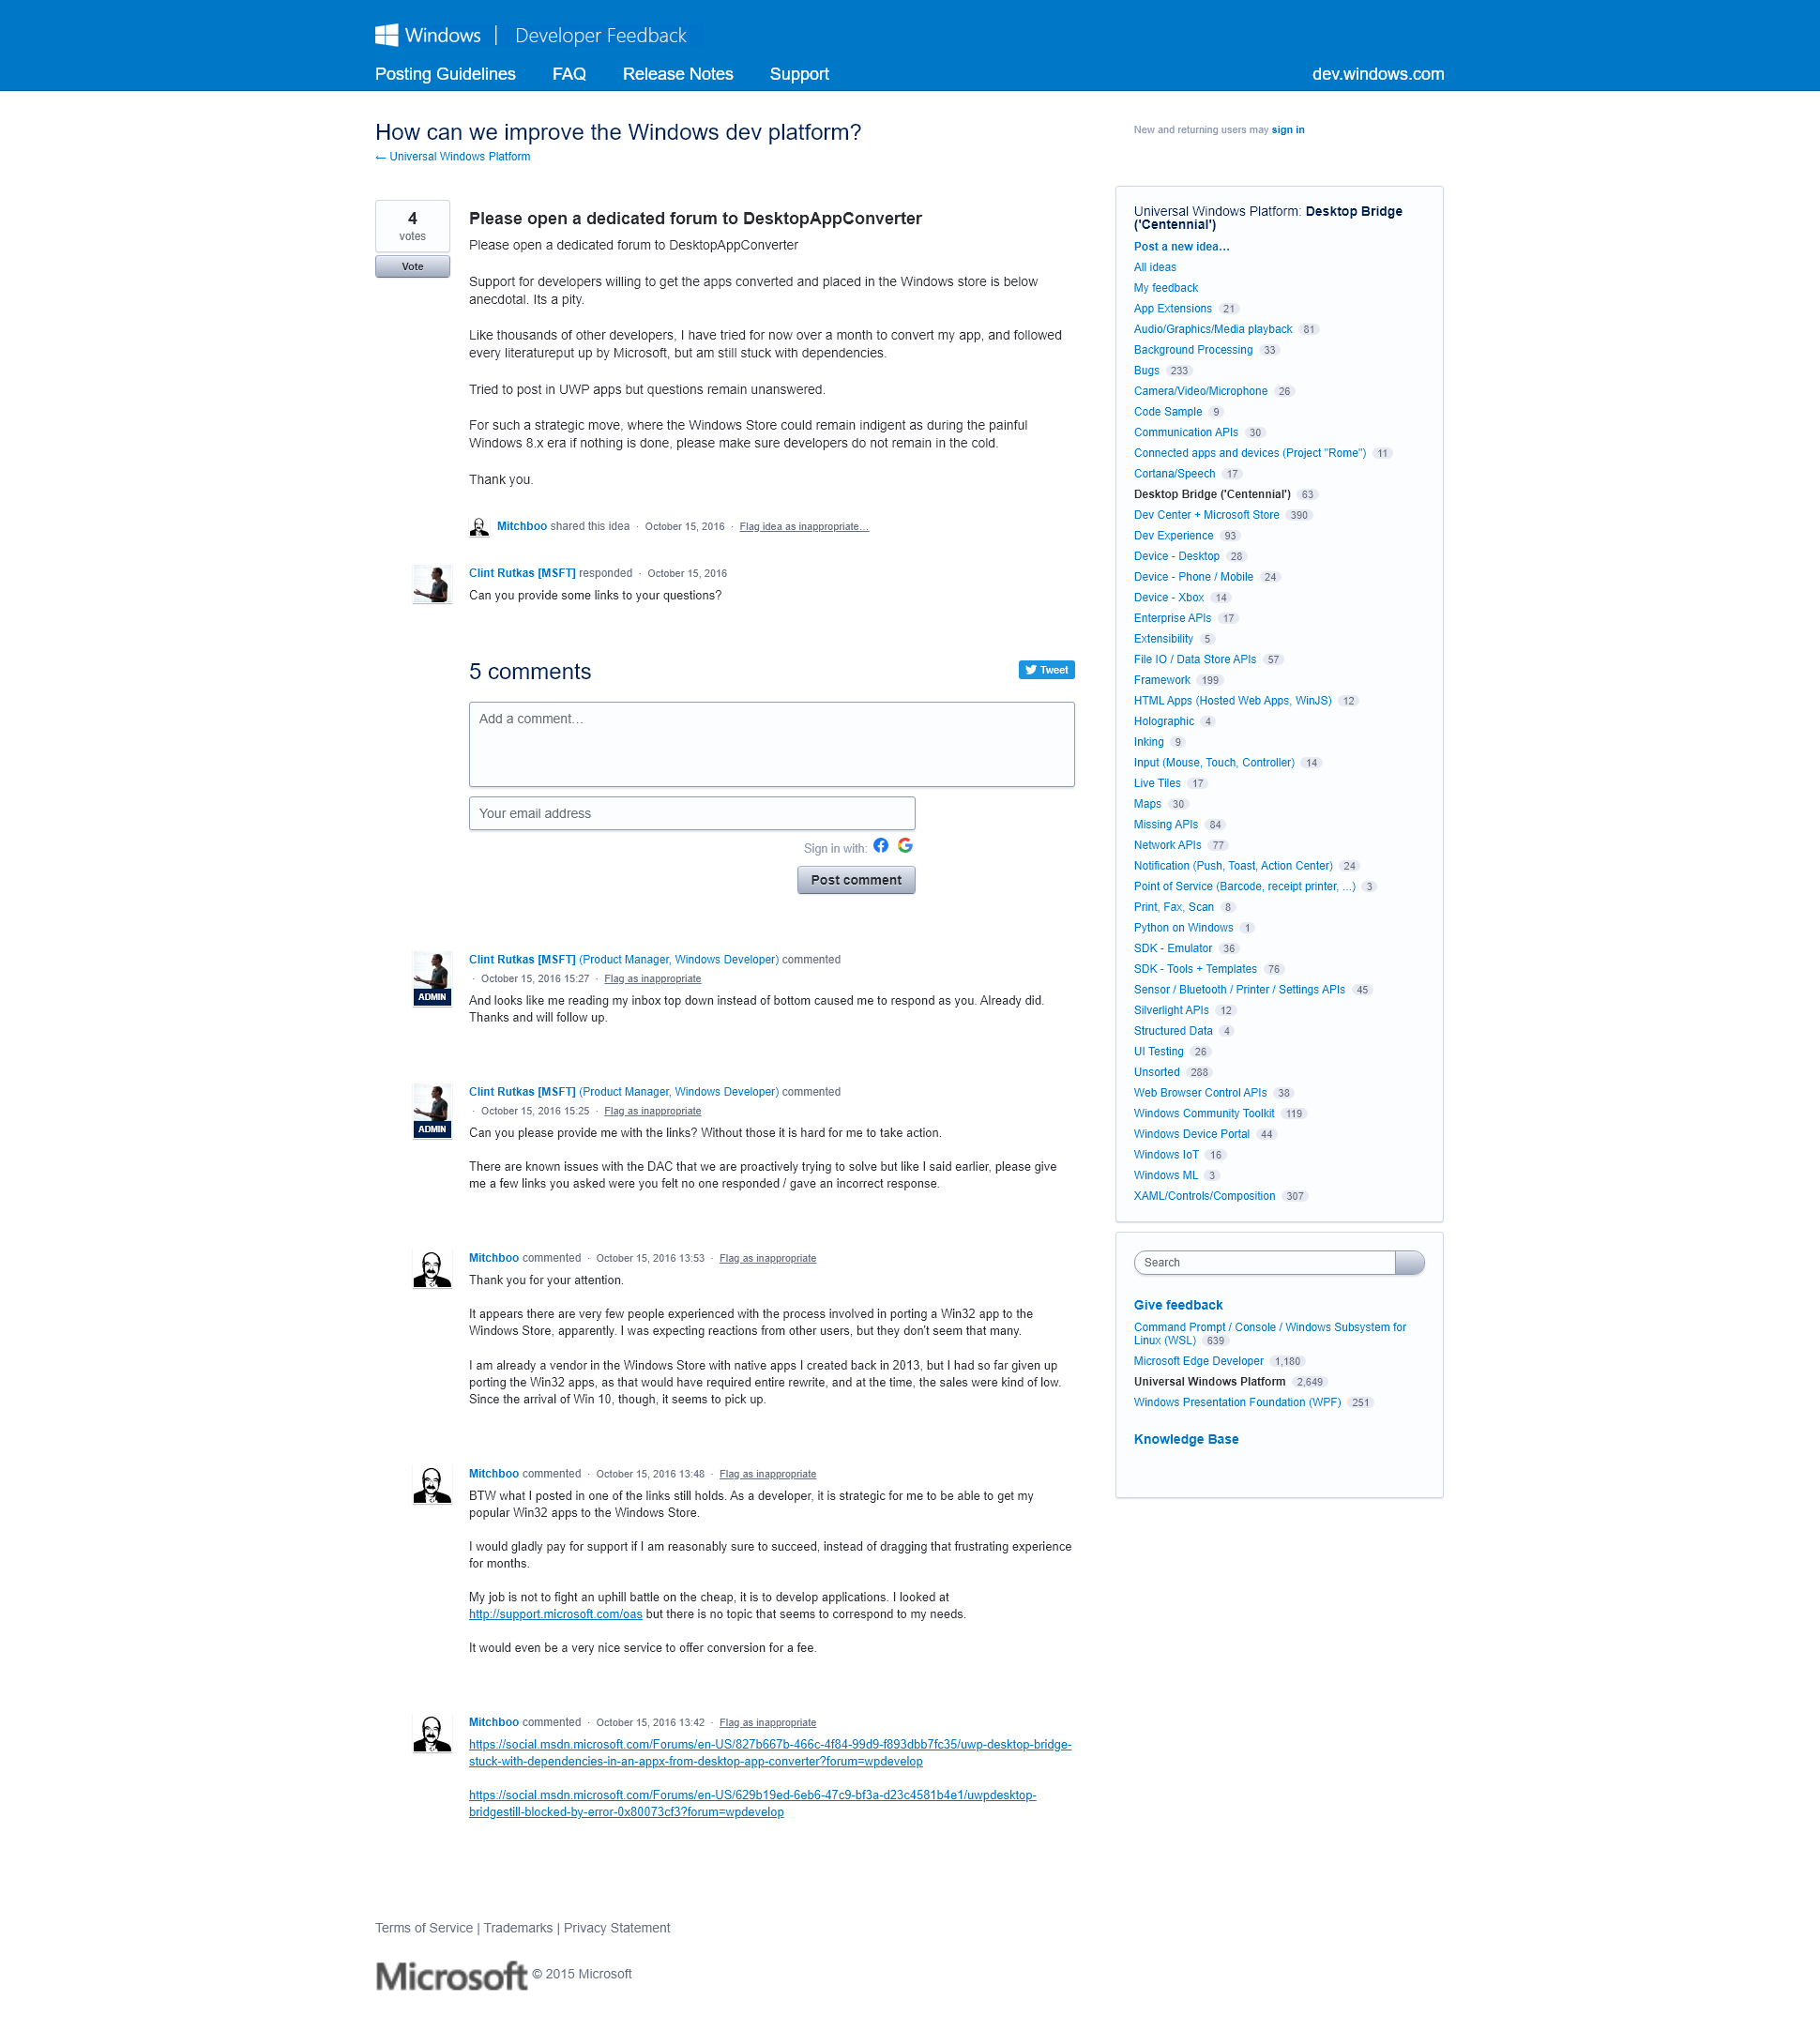 Windows | Developer Feedback
Posting Guidelines FAQ Release Notes Support dev.windows.com
How can we improve the Windows dev platform?
← Universal Windows Platform
New and returning users may sign in
4
votes
Vote
Please open a dedicated forum to DesktopAppConverter
Please open a dedicated forum to DesktopAppConverter
Support for developers willing to get the apps converted and placed in the Windows store is below
anecdotal. Its a pity.
Like thousands of other developers, I have tried for now over a month to convert my app, and followed
every literatureput up by Microsoft, but am still stuck with dependencies.
Tried to post in UWP apps but questions remain unanswered.
For such a strategic move, where the Windows Store could remain indigent as during the painful
Windows 8.x era if nothing is done, please make sure developers do not remain in the cold.
Thank you.
Mitchboo shared this idea · October 15, 2016 · Flag idea as inappropriate…
Clint Rutkas [MSFT] responded · October 15, 2016
Can you provide some links to your questions?
5 comments
Tweet
Add a comment…
Your email address
Sign in with:
Post comment
Clint Rutkas [MSFT] (Product Manager, Windows Developer) commented
· October 15, 2016 15:27 · Flag as inappropriate
ADMIN
And looks like me reading my inbox top down instead of bottom caused me to respond as you. Already did.
Thanks and will follow up.
Clint Rutkas [MSFT] (Product Manager, Windows Developer) commented
· October 15, 2016 15:25 · Flag as inappropriate
ADMIN
Can you please provide me with the links? Without those it is hard for me to take action.
There are known issues with the DAC that we are proactively trying to solve but like I said earlier, please give
me a few links you asked were you felt no one responded / gave an incorrect response.
Mitchboo commented · October 15, 2016 13:53 · Flag as inappropriate
Thank you for your attention.
It appears there are very few people experienced with the process involved in porting a Win32 app to the
Windows Store, apparently. I was expecting reactions from other users, but they don't seem that many.
I am already a vendor in the Windows Store with native apps I created back in 2013, but I had so far given up
porting the Win32 apps, as that would have required entire rewrite, and at the time, the sales were kind of low.
Since the arrival of Win 10, though, it seems to pick up.
Mitchboo commented · October 15, 2016 13:48 · Flag as inappropriate
BTW what I posted in one of the links still holds. As a developer, it is strategic for me to be able to get my
popular Win32 apps to the Windows Store.
I would gladly pay for support if I am reasonably sure to succeed, instead of dragging that frustrating experience
for months.
My job is not to fight an uphill battle on the cheap, it is to develop applications. I looked at
http://support.microsoft.com/oas but there is no topic that seems to correspond to my needs.
It would even be a very nice service to offer conversion for a fee.
Mitchboo commented · October 15, 2016 13:42 · Flag as inappropriate
https://social.msdn.microsoft.com/Forums/en-US/827b667b-466c-4f84-99d9-f893dbb7fc35/uwp-desktop-bridge-
stuck-with-dependencies-in-an-appx-from-desktop-app-converter?forum=wpdevelop
https://social.msdn.microsoft.com/Forums/en-US/629b19ed-6eb6-47c9-bf3a-d23c4581b4e1/uwpdesktop-
bridgestill-blocked-by-error-0x80073cf3?forum=wpdevelop
Universal Windows Platform: Desktop Bridge
('Centennial')
Post a new idea…
All ideas
My feedback
App Extensions 21
Audio/Graphics/Media playback 81
Background Processing 33
Bugs 233
Camera/Video/Microphone 26
Code Sample 9
Communication APIs 30
Connected apps and devices (Project "Rome") 11
Cortana/Speech 17
Desktop Bridge ('Centennial') 63
Dev Center + Microsoft Store 390
Dev Experience 93
Device - Desktop 28
Device - Phone / Mobile 24
Device - Xbox 14
Enterprise APIs 17
Extensibility 5
File IO / Data Store APIs 57
Framework 199
HTML Apps (Hosted Web Apps, WinJS) 12
Holographic 4
Inking 9
Input (Mouse, Touch, Controller) 14
Live Tiles 17
Maps 30
Missing APIs 84
Network APIs 77
Notification (Push, Toast, Action Center) 24
Point of Service (Barcode, receipt printer, ...) 3
Print, Fax, Scan 8
Python on Windows 1
SDK - Emulator 36
SDK - Tools + Templates 76
Sensor / Bluetooth / Printer / Settings APIs 45
Silverlight APIs 12
Structured Data 4
UI Testing 26
Unsorted 288
Web Browser Control APIs 38
Windows Community Toolkit 119
Windows Device Portal 44
Windows IoT 16
Windows ML 3
XAML/Controls/Composition 307
Search
Give feedback
Command Prompt / Console / Windows Subsystem for
Linux (WSL) 639
Microsoft Edge Developer 1,180
Universal Windows Platform 2,649
Windows Presentation Foundation (WPF) 251
Knowledge Base
Terms of Service | Trademarks | Privacy Statement
Microsoft © 2015 Microsoft